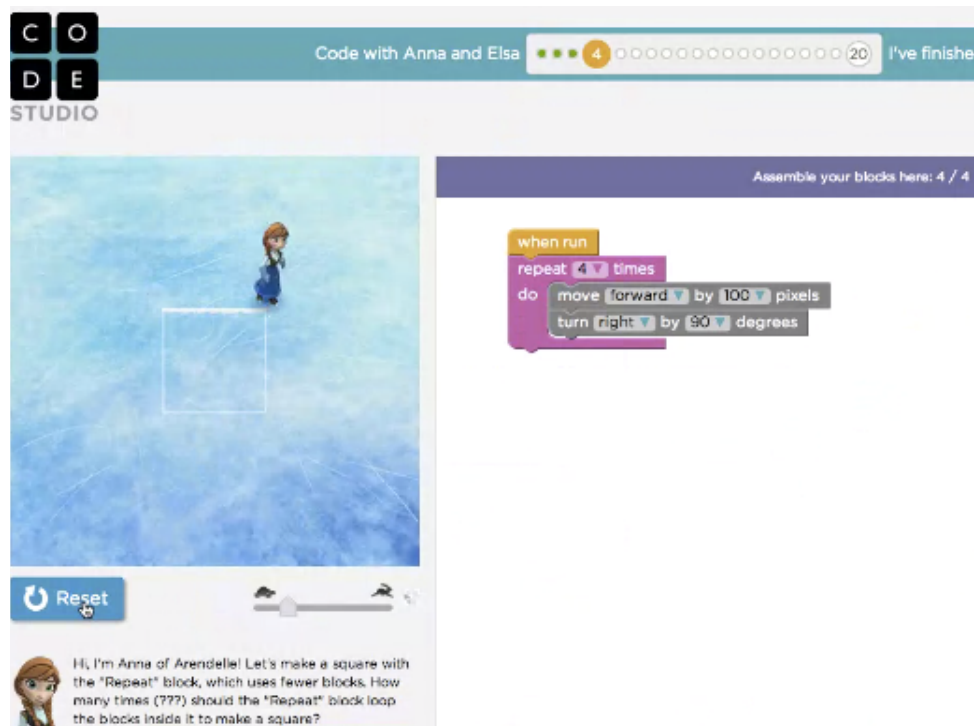 CO
DE
STUDIO
Code with Anna and Elsa
4
20
I've finishe
Assemble your blocks here: 4 / 4
when run
repeat 4 times
do move forward by 100 pixels
turn right by 90 degrees
Reset
Hi, I'm Anna of Arendelle! Let's make a square with
the "Repeat" block, which uses fewer blocks. How
many times (???) should the "Repeat" block loop
the blocks inside it to make a square?